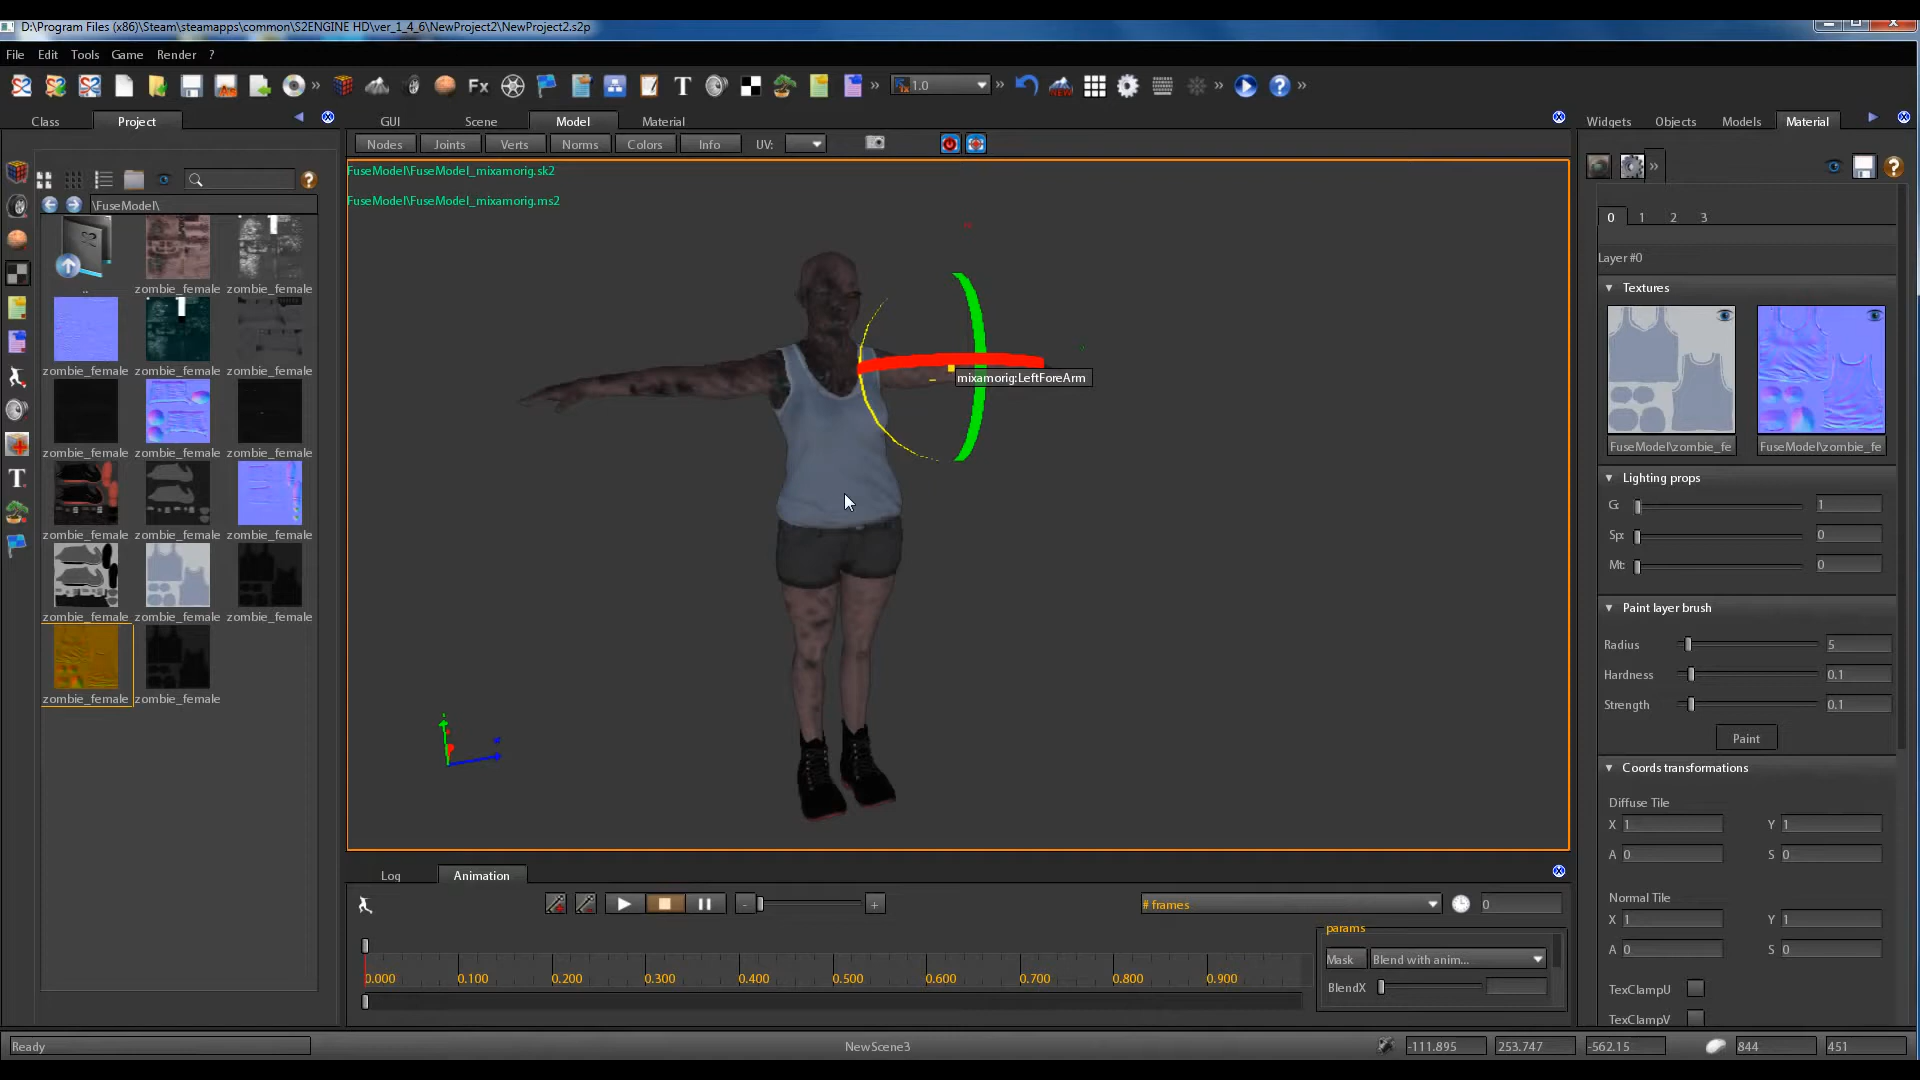 D:\Program Files (x86)\Steam\steamapps\common\S2ENGINE HD\ver_1_4_6\NewProject2\NewProject2.s2p
File Edit Tools Game Render ?
Fx T 1.0
Class Project
GUI Scene Model Material
Widgets Objects Models Material
Nodes Joints Verts Norms Colors Info UV:
\FuseModel\
FuseModel\FuseModel_mixamorig.sk2
FuseModel\FuseModel_mixamorig.ms2
..
zombie_female zombie_female
zombie_female zombie_female zombie_female
zombie_female zombie_female zombie_female
zombie_female zombie_female zombie_female
zombie_female zombie_female zombie_female
zombie_female zombie_female
mixamorig:LeftForeArm
0 1 2 3
Layer #0
Textures
FuseModel\zombie_fe FuseModel\zombie_fe
Lighting props
G: 1
Sp: 0
Mt: 0
Paint layer brush
Radius 5
Hardness 0.1
Strength 0.1
Paint
Coords transformations
Diffuse Tile
X 1 Y 1
A 0 S 0
Normal Tile
X 1 Y 1
A 0 S 0
TexClampU
TexClampV
Log Animation
- + # frames 0
0.000 0.100 0.200 0.300 0.400 0.500 0.600 0.700 0.800 0.900
params
Mask Blend with anim...
BlendX
Ready NewScene3 -111.895 253.747 -562.15 844 451